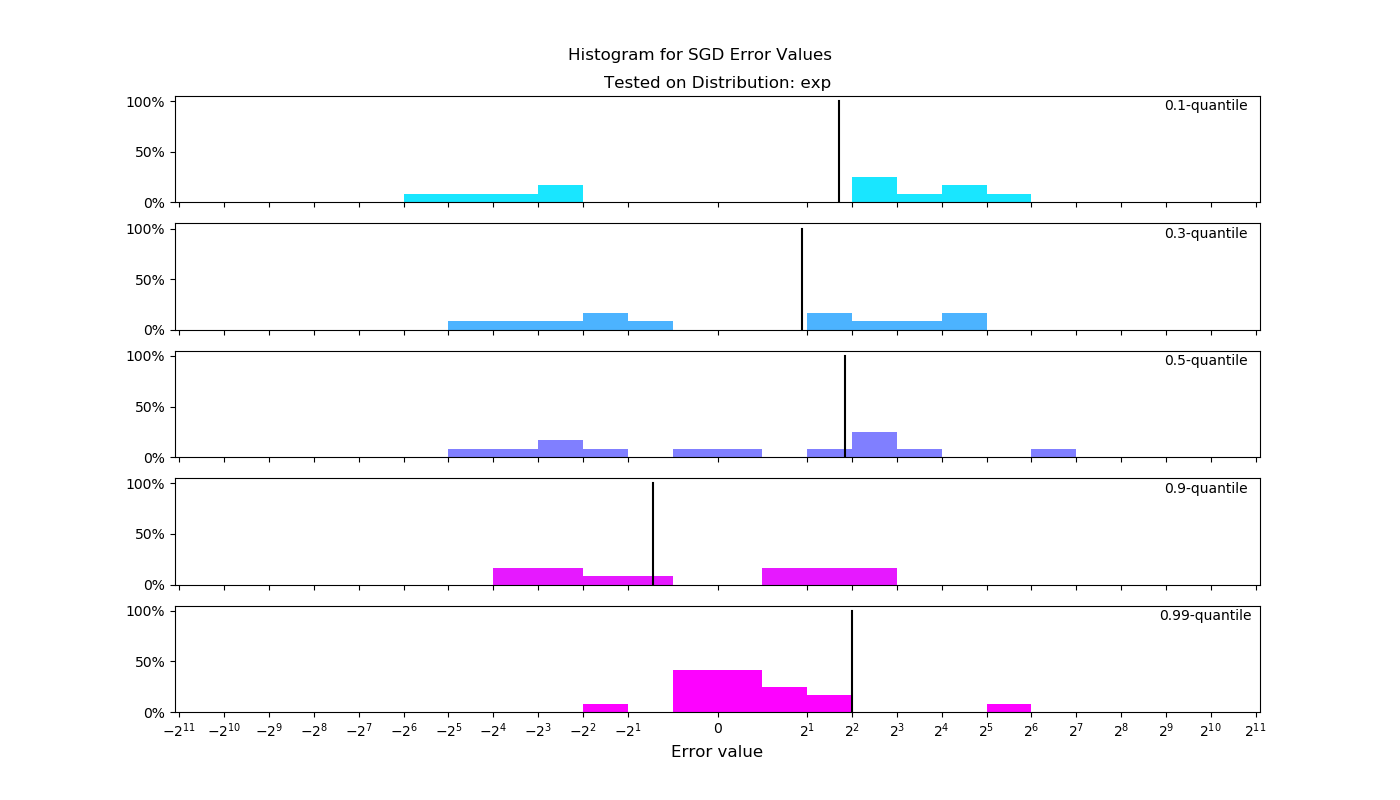 Histogram for SGD Error Values
Tested on Distribution: exp
100%
0.1-quantile
50%
0%
100%
0.3-quantile
50%
0%
100%
0.5-quantile
50%
0%
100%
0.9-quantile
50%
0%
100%
0.99-quantile
50%
0%
−2¹¹ −2¹⁰ −2⁹ −2⁸ −2⁷ −2⁶ −2⁵ −2⁴ −2³ −2² −2¹ 0 2¹ 2² 2³ 2⁴ 2⁵ 2⁶ 2⁷ 2⁸ 2⁹ 2¹⁰ 2¹¹
Error value